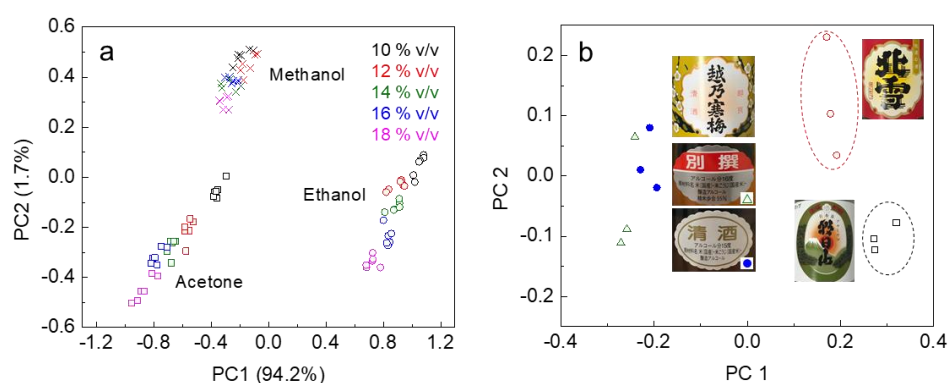 a
10 % v/v
12 % v/v
14 % v/v
16 % v/v
18 % v/v
Methanol
Ethanol
Acetone
PC2 (1.7%)
0.6
0.4
0.2
0.0
-0.2
-0.4
-0.6
-1.2
-0.8
-0.4
0.0
0.4
0.8
1.2
PC1 (94.2%)
b
PC 2
0.2
0.1
0.0
-0.1
-0.2
-0.4
-0.2
0.0
0.2
0.4
PC 1
越乃寒梅
別撰
清酒
北雪
朝日山